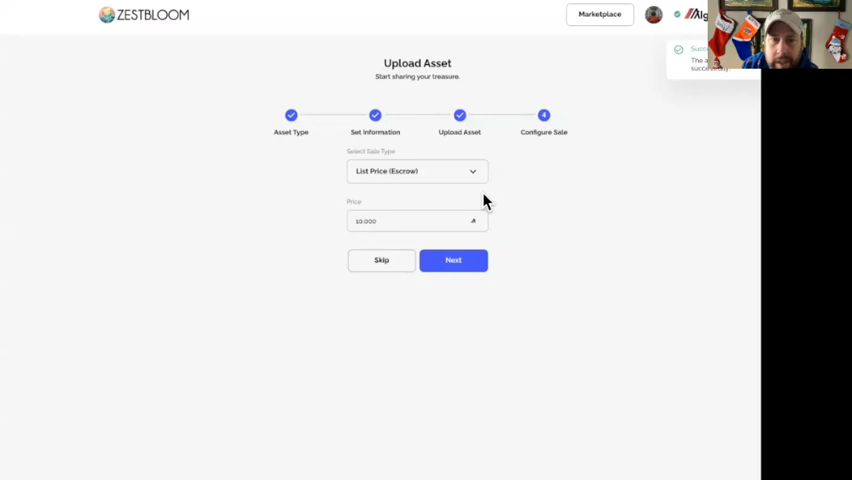 ZESTBLOOM
Marketplace
Upload Asset
Start sharing your treasure.
4
Asset Type
Set Information
Upload Asset
Configure Sale
Select Sale Type
List Price (Escrow)
Price
10.000
Skip
Next